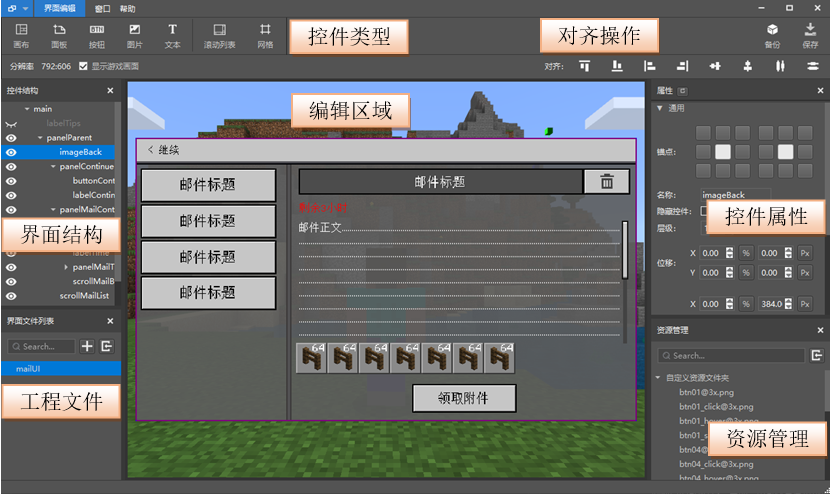 界面编辑 窗口 帮助
画布 面板 按钮 图片 文本 滚动列表 网格
控件类型
对齐操作
备份 保存
分辨率 792:606 显示游戏画面
对齐:
控件结构
main
labelTips
panelParent
imageBack
panelContinue
buttonCont
labelContin
panelMailCont
界面结构
labelTime
panelMailT
scrollMailB
scrollMailList
界面文件列表
Search...
mailUI
工程文件
编辑区域
< 继续
邮件标题
邮件标题
邮件标题
邮件标题
邮件标题
邮件正文
64 64 64 64 64 64 64
领取附件
属性
通用
锚点:
名称: imageBack
隐藏控件:
层级:
控件属性
位移:
X 0.00 % 0.00 Px
Y 0.00 % 0.00 Px
X 0.00 % 384.0 Px
资源管理
Search...
自定义资源文件夹
btn01@3x.png
btn01_click@3x.png
btn01_hover@3x.png
btn01_s
btn04@
btn04_click@3x.png
btn04_hover@3x.png
资源管理